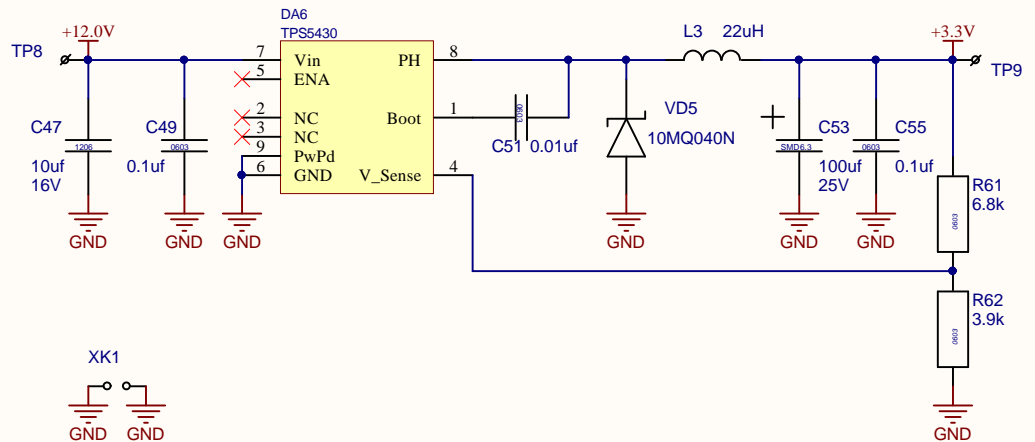 DA6
TPS5430
+12.0V
TP8
7
Vin
PH
8
5
ENA
2
NC
Boot
1
3
NC
9
PwPd
6
GND
V_Sense
4
L3
22uH
+3.3V
TP9
C47
1206
10uf
16V
GND
C49
0603
0.1uf
GND
GND
0603
C51
0.01uf
VD5
10MQ040N
GND
C53
SMD6.3
100uf
25V
GND
C55
0603
0.1uf
GND
R61
6.8k
0603
R62
3.9k
0603
GND
XK1
GND
GND